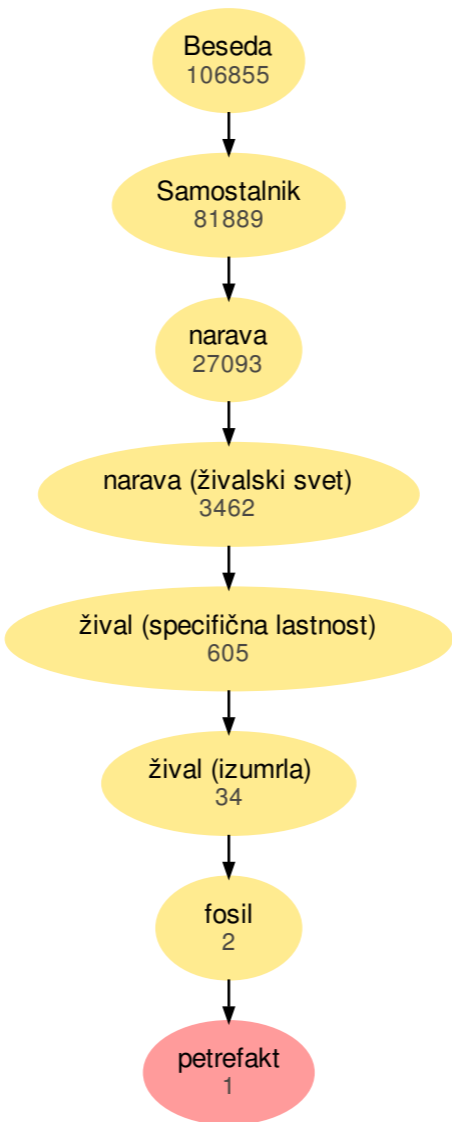 Beseda
106855
Samostalnik
81889
narava
27093
narava (živalski svet)
3462
žival (specifična lastnost)
605
žival (izumrla)
34
fosil
2
petrefakt
1